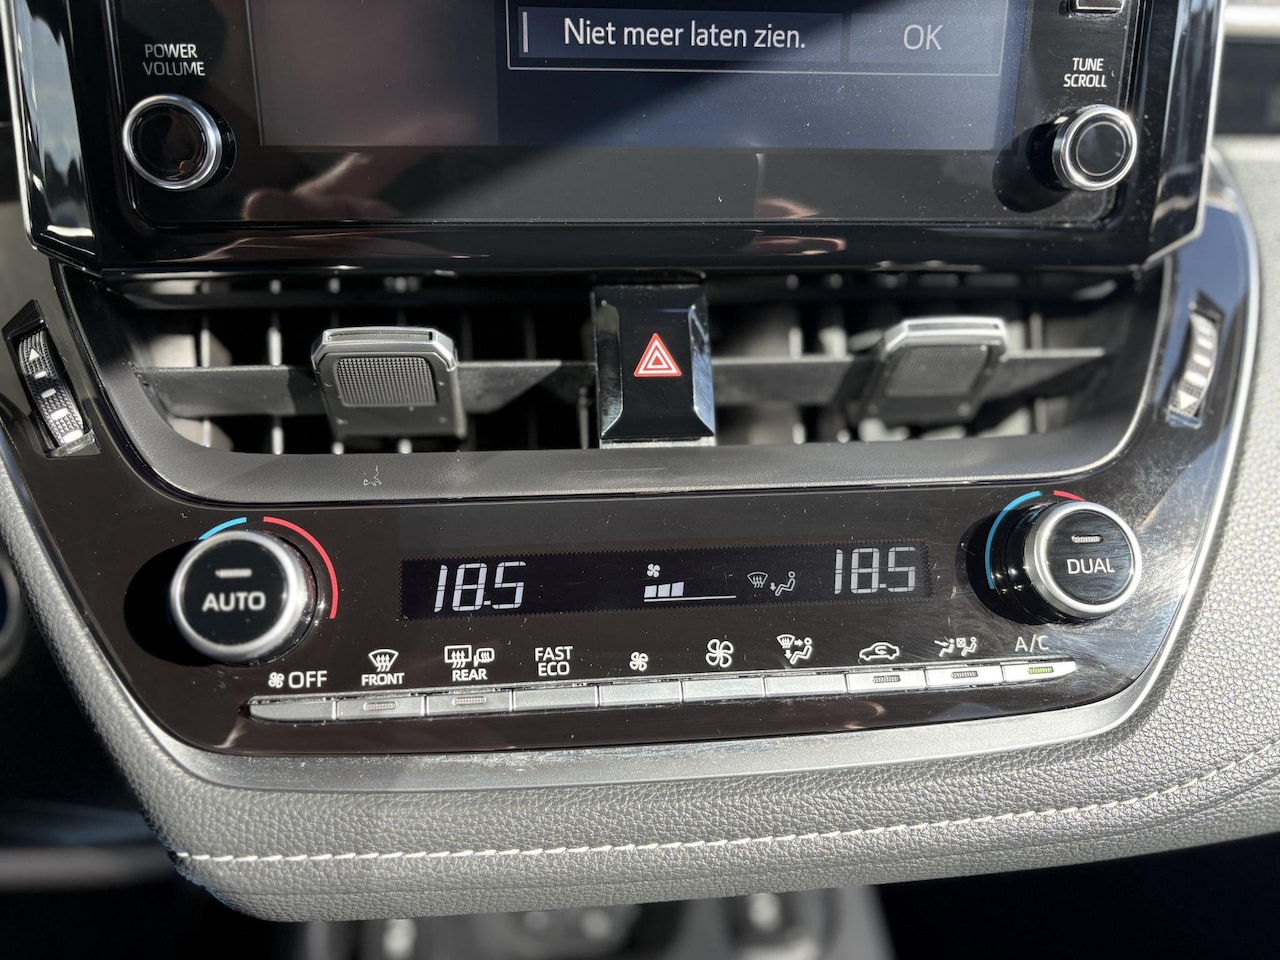 Niet meer laten zien.
OK
POWER
VOLUME
TUNE
SCROLL
AUTO
18.5
18.5
DUAL
OFF
FRONT
REAR
FAST
ECO
A/C